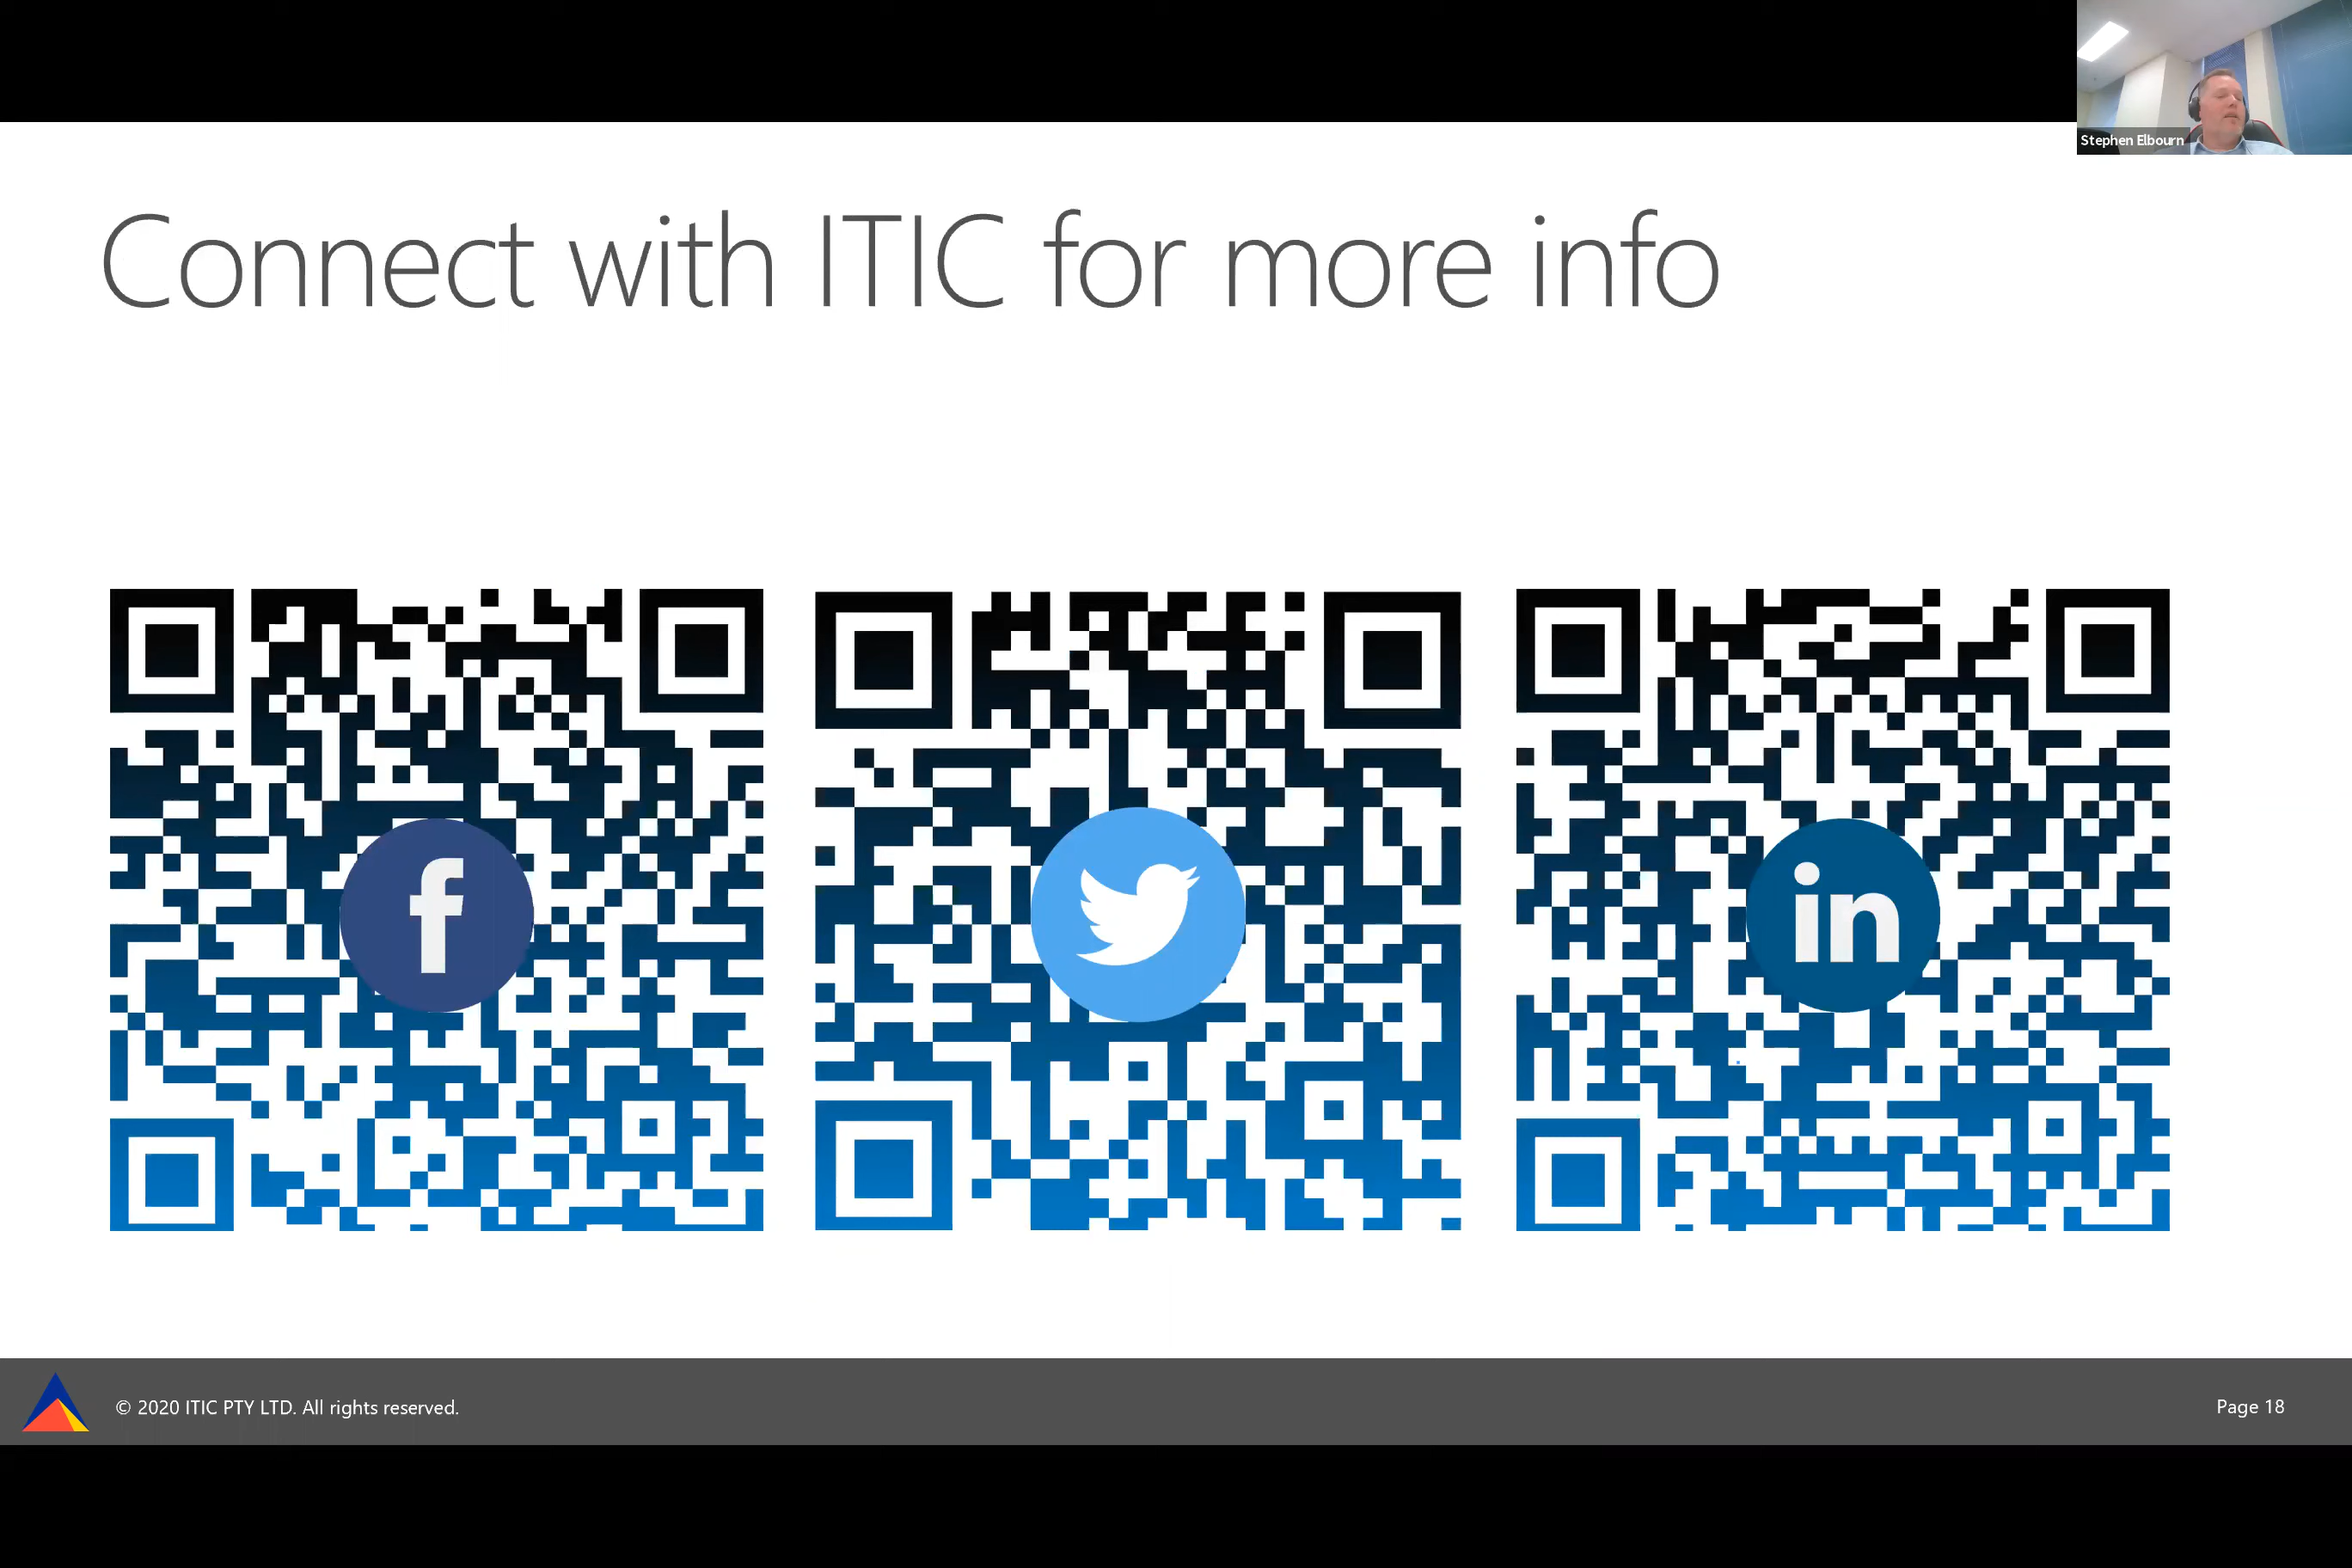 Stephen Elbourn
Connect with ITIC for more info
f
in
© 2020 ITIC PTY LTD. All rights reserved.
Page 18